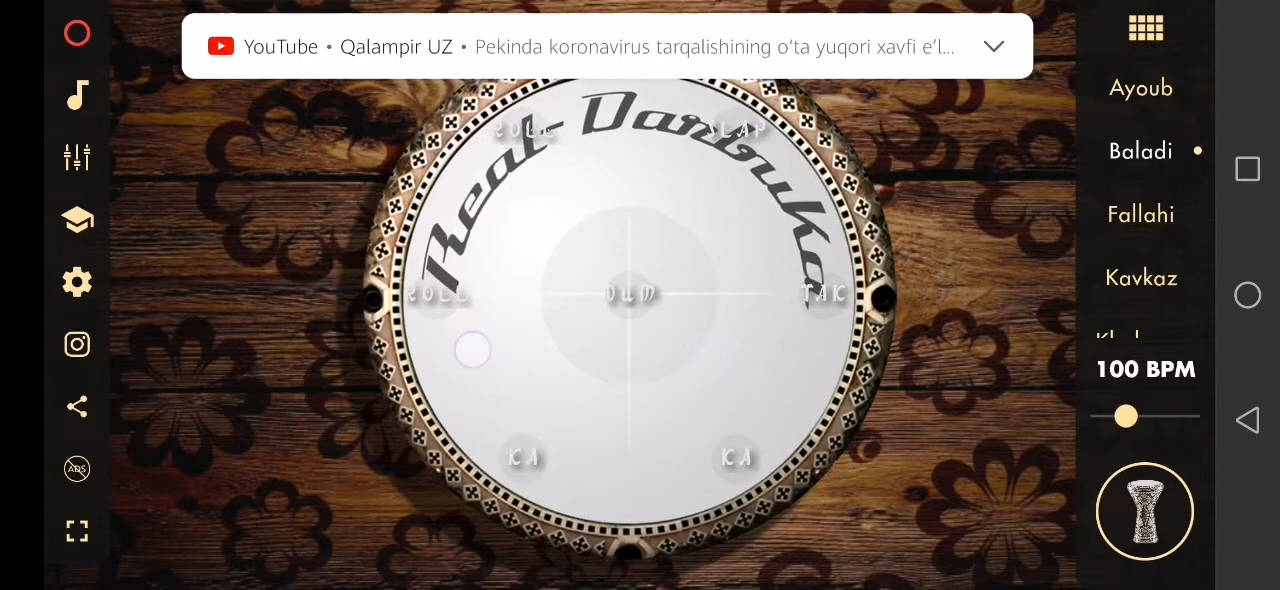 YouTube • Qalampir UZ • Pekinda koronavirus tarqalishining o'ta yuqori xavfi e'l...
Real-Darbuka
ROLL
SLAP
ROLL
DUM
TAK
KA
KA
ADS
Ayoub
Baladi
Fallahi
Kavkaz
100 BPM